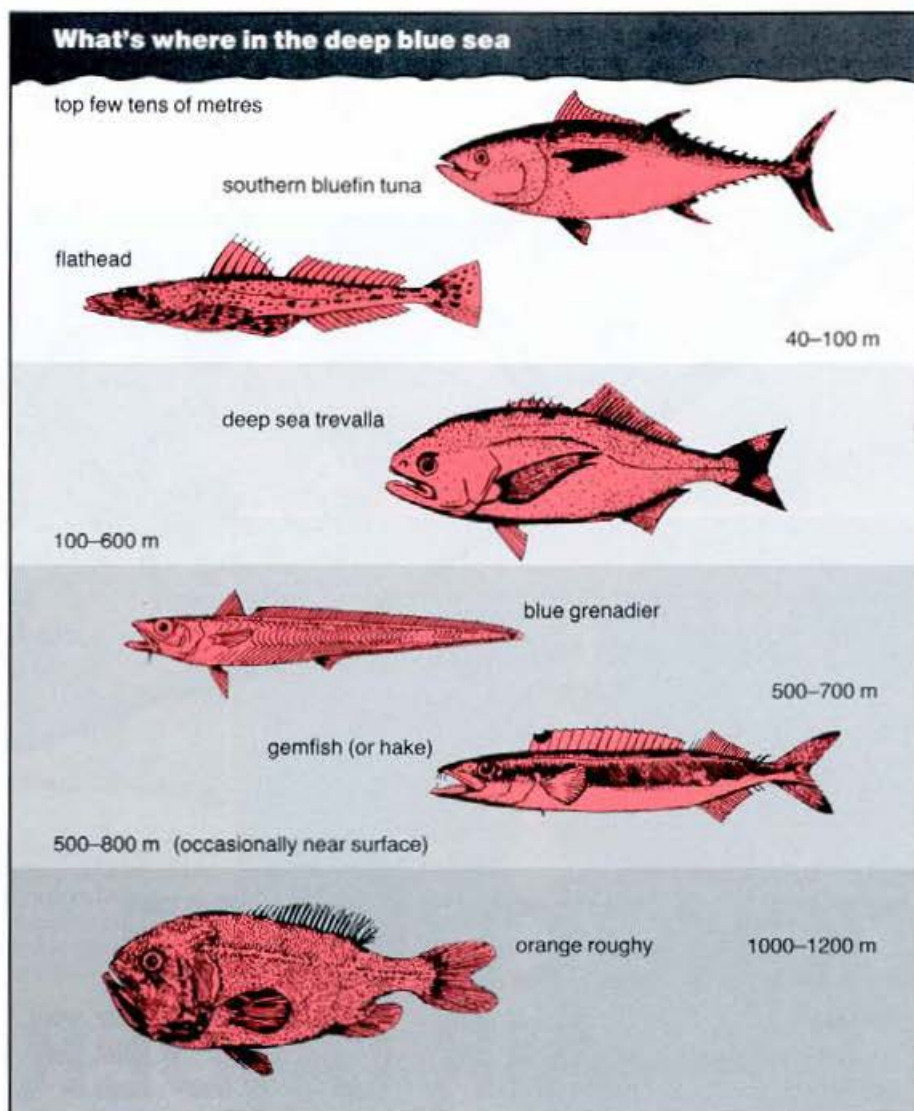 What's where in the deep blue sea
top few tens of metres
southern bluefin tuna
flathead
40–100 m
deep sea trevalla
100–600 m
blue grenadier
500–700 m
gemfish (or hake)
500–800 m (occasionally near surface)
orange roughy 1000–1200 m